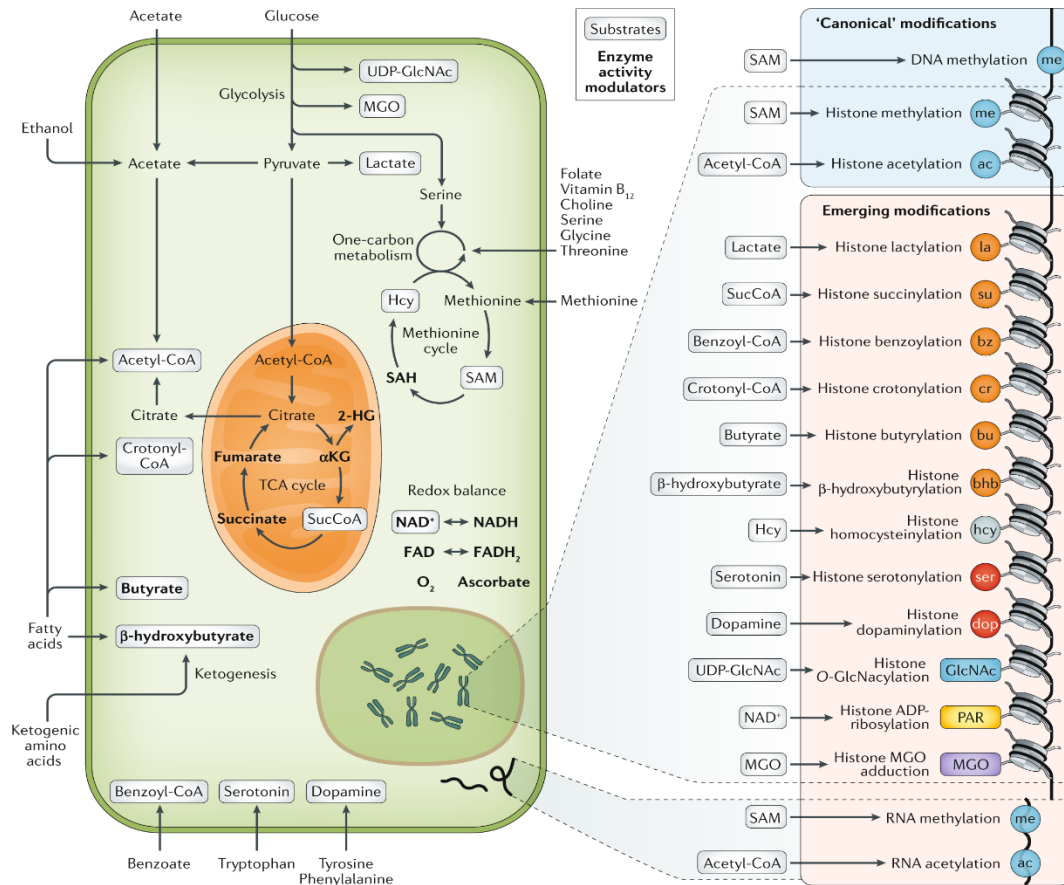 Acetate
Glucose
Substrates
Enzyme
activity
modulators
UDP-GlcNAc
Glycolysis
MGO
Ethanol
Acetate
Pyruvate
Lactate
Serine
Folate
Vitamin B₁₂
Choline
Serine
Glycine
Threonine
One-carbon
metabolism
Hcy
Methionine
Methionine
Methionine
cycle
SAH
SAM
Acetyl-CoA
Acetyl-CoA
Citrate
Citrate
2-HG
Crotonyl-
CoA
Fumarate
αKG
TCA cycle
Succinate
SucCoA
Redox balance
NAD⁺
NADH
FAD
FADH₂
O₂
Ascorbate
Butyrate
Fatty
acids
β-hydroxybutyrate
Ketogenesis
Ketogenic
amino
acids
Benzoyl-CoA
Serotonin
Dopamine
Benzoate
Tryptophan
Tyrosine
Phenylalanine
‘Canonical’ modifications
SAM
DNA methylation
me
SAM
Histone methylation
me
Acetyl-CoA
Histone acetylation
ac
Emerging modifications
Lactate
Histone lactylation
la
SucCoA
Histone succinylation
su
Benzoyl-CoA
Histone benzoylation
bz
Crotonyl-CoA
Histone crotonylation
cr
Butyrate
Histone butyrylation
bu
β-hydroxybutyrate
Histone
β-hydroxybutyrylation
bhb
Hcy
Histone
homocysteinylation
hcy
Serotonin
Histone serotonylation
ser
Dopamine
Histone
dopaminylation
dop
UDP-GlcNAc
Histone
O-GlcNacylation
GlcNAc
NAD⁺
Histone ADP-
ribosylation
PAR
MGO
Histone MGO
adduction
MGO
SAM
RNA methylation
me
Acetyl-CoA
RNA acetylation
ac